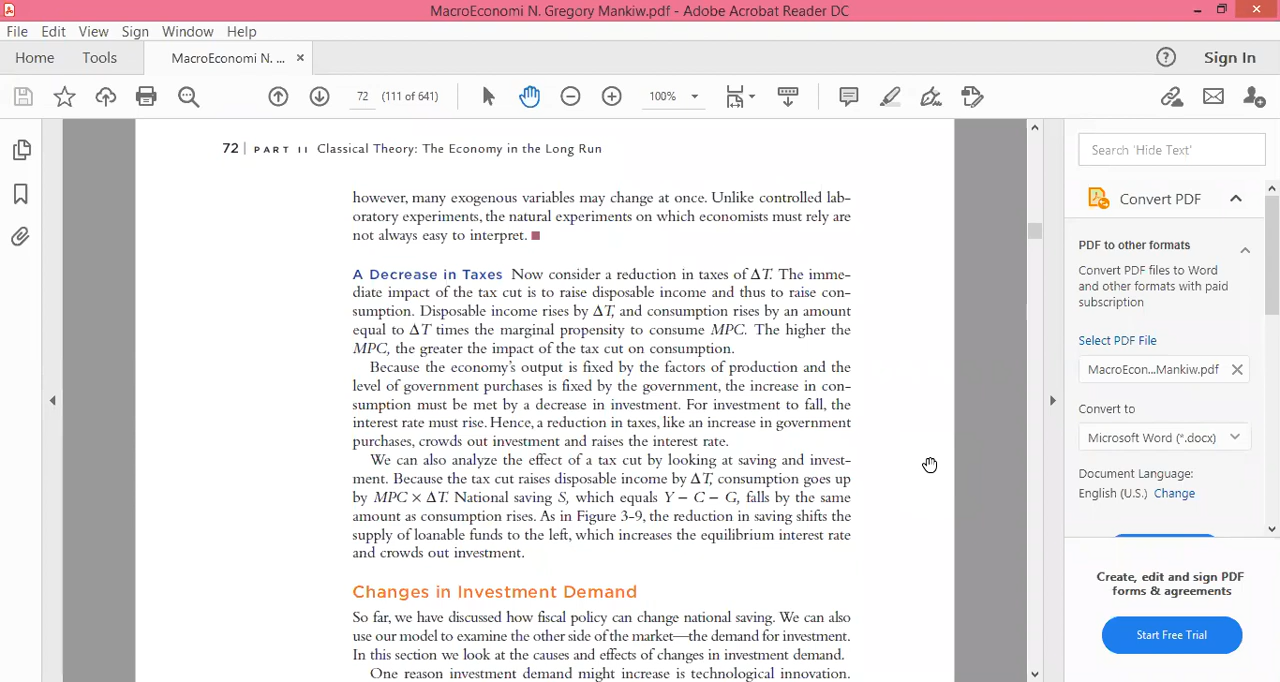 MacroEconomi N. Gregory Mankiw.pdf - Adobe Acrobat Reader DC
File Edit View Sign Window Help
Home Tools MacroEconomi N. ... ×
Sign In
72 (111 of 641) 100%
72 | PART II Classical Theory: The Economy in the Long Run
however, many exogenous variables may change at once. Unlike controlled lab-
oratory experiments, the natural experiments on which economists must rely are
not always easy to interpret. ■
A Decrease in Taxes Now consider a reduction in taxes of ΔT. The imme-
diate impact of the tax cut is to raise disposable income and thus to raise con-
sumption. Disposable income rises by ΔT, and consumption rises by an amount
equal to ΔT times the marginal propensity to consume MPC. The higher the
MPC, the greater the impact of the tax cut on consumption.
Because the economy's output is fixed by the factors of production and the
level of government purchases is fixed by the government, the increase in con-
sumption must be met by a decrease in investment. For investment to fall, the
interest rate must rise. Hence, a reduction in taxes, like an increase in government
purchases, crowds out investment and raises the interest rate.
We can also analyze the effect of a tax cut by looking at saving and invest-
ment. Because the tax cut raises disposable income by ΔT, consumption goes up
by MPC × ΔT. National saving S, which equals Y − C − G, falls by the same
amount as consumption rises. As in Figure 3-9, the reduction in saving shifts the
supply of loanable funds to the left, which increases the equilibrium interest rate
and crowds out investment.
Changes in Investment Demand
So far, we have discussed how fiscal policy can change national saving. We can also
use our model to examine the other side of the market—the demand for investment.
In this section we look at the causes and effects of changes in investment demand.
One reason investment demand might increase is technological innovation.
Search 'Hide Text'
Convert PDF
PDF to other formats
Convert PDF files to Word
and other formats with paid
subscription
Select PDF File
MacroEcon...Mankiw.pdf
Convert to
Microsoft Word (*.docx)
Document Language:
English (U.S.) Change
Create, edit and sign PDF
forms & agreements
Start Free Trial